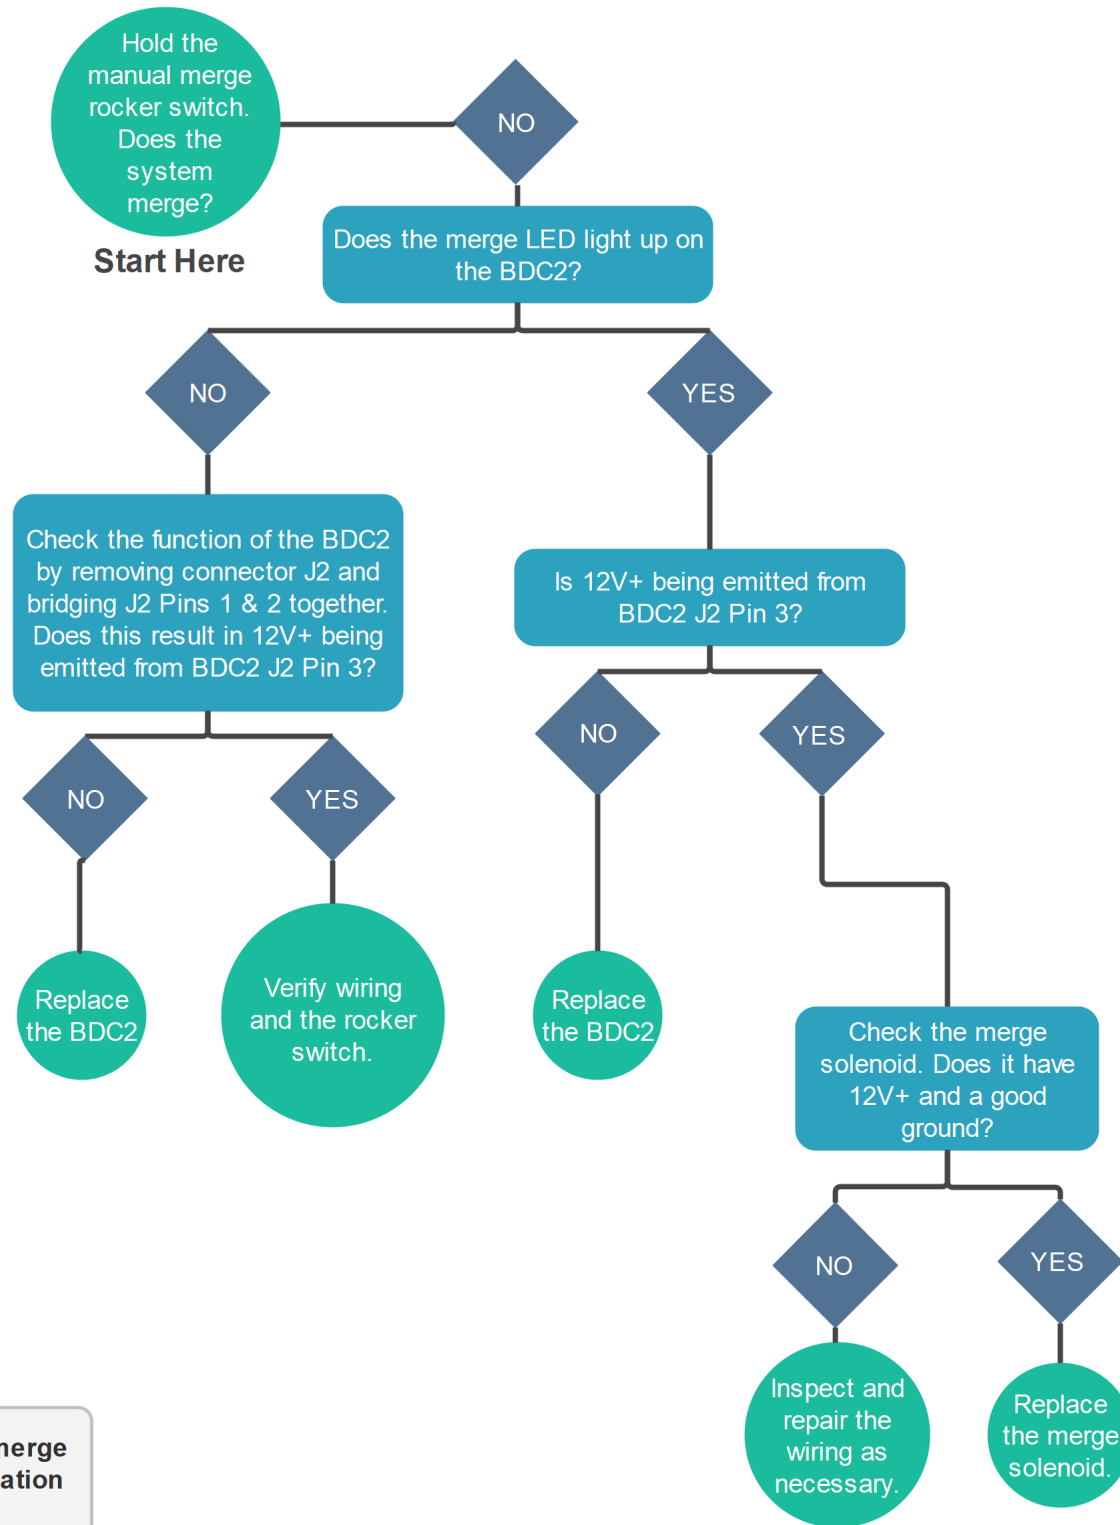 Hold the
manual merge
rocker switch.
Does the
system
merge?
Start Here
NO
Does the merge LED light up on
the BDC2?
NO
YES
Check the function of the BDC2
by removing connector J2 and
bridging J2 Pins 1 & 2 together.
Does this result in 12V+ being
emitted from BDC2 J2 Pin 3?
Is 12V+ being emitted from
BDC2 J2 Pin 3?
NO
YES
NO
YES
Replace
the BDC2
Verify wiring
and the rocker
switch.
Replace
the BDC2
Check the merge
solenoid. Does it have
12V+ and a good
ground?
NO
YES
Inspect and
repair the
wiring as
necessary.
Replace
the merge
solenoid.